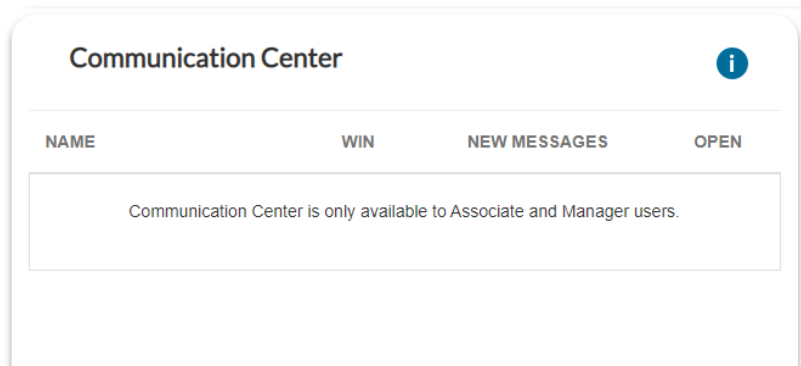 Communication Center
i
NAME WIN NEW MESSAGES OPEN
Communication Center is only available to Associate and Manager users.